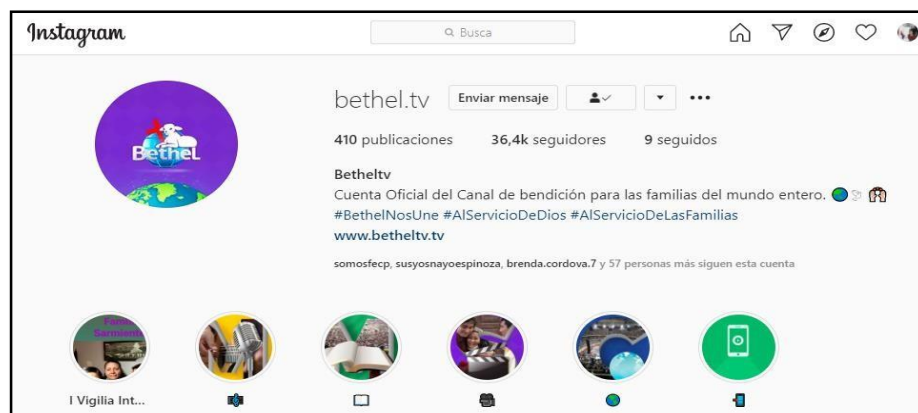 Instagram
Busca
bethel.tv Enviar mensaje
410 publicaciones 36,4k seguidores 9 seguidos
Betheltv
Cuenta Oficial del Canal de bendición para las familias del mundo entero.
#BethelNosUne #AlServicioDeDios #AlServicioDeLasFamilias
www.betheltv.tv
somosfecp, susyosnayoespinoza, brenda.cordova.7 y 57 personas más siguen esta cuenta
BetheL
Sarmiento
I Vigilia Int...